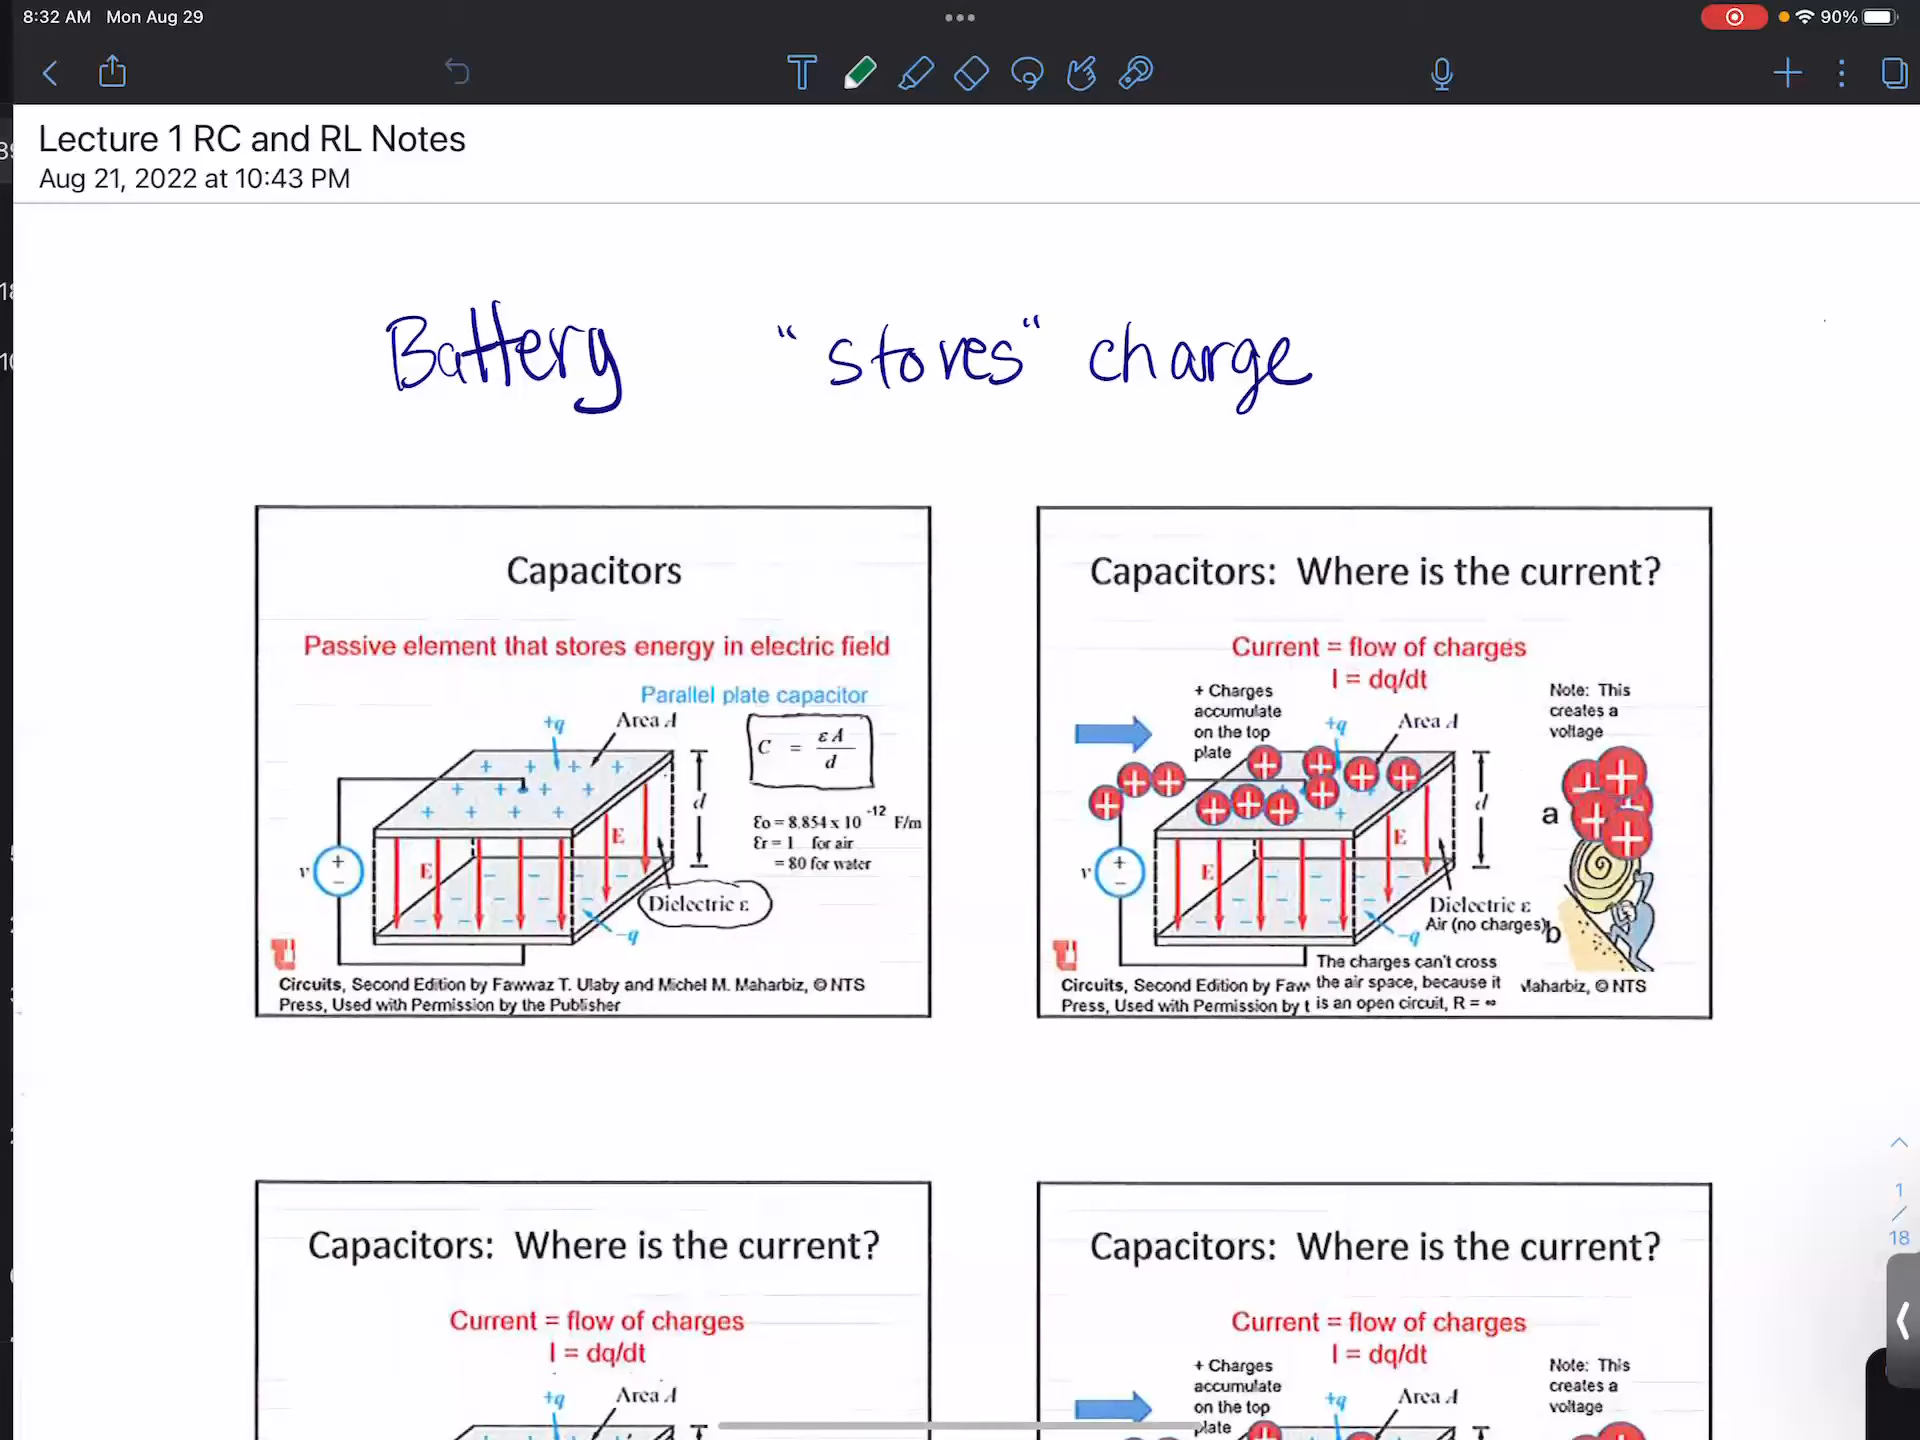 8:32 AM Mon Aug 29
90%
Lecture 1 RC and RL Notes
Aug 21, 2022 at 10:43 PM
Battery "stores" charge
Capacitors
Passive element that stores energy in electric field
Parallel plate capacitor
+q
Area A
C = εA/d
d
εo = 8.854 x 10 -12 F/m
εr = 1 for air
= 80 for water
E
E
v
+
-
Dielectric ε
-q
Circuits, Second Edition by Fawwaz T. Ulaby and Michel M. Maharbiz, © NTS
Press, Used with Permission by the Publisher
Capacitors: Where is the current?
Current = flow of charges
I = dq/dt
+ Charges
accumulate
on the top
plate
+q
Area A
Note: This
creates a
voltage
d
a
E
E
v
+
-
Dielectric ε
Air (no charges)
b
-q
The charges can't cross
the air space, because it
is an open circuit, R = ∞
Circuits, Second Edition by Faw
Maharbiz, © NTS
Press, Used with Permission by t
Capacitors: Where is the current?
Current = flow of charges
I = dq/dt
+q
Area A
Capacitors: Where is the current?
Current = flow of charges
I = dq/dt
+ Charges
accumulate
on the top
plate
+q
Area A
Note: This
creates a
voltage
1
/
18